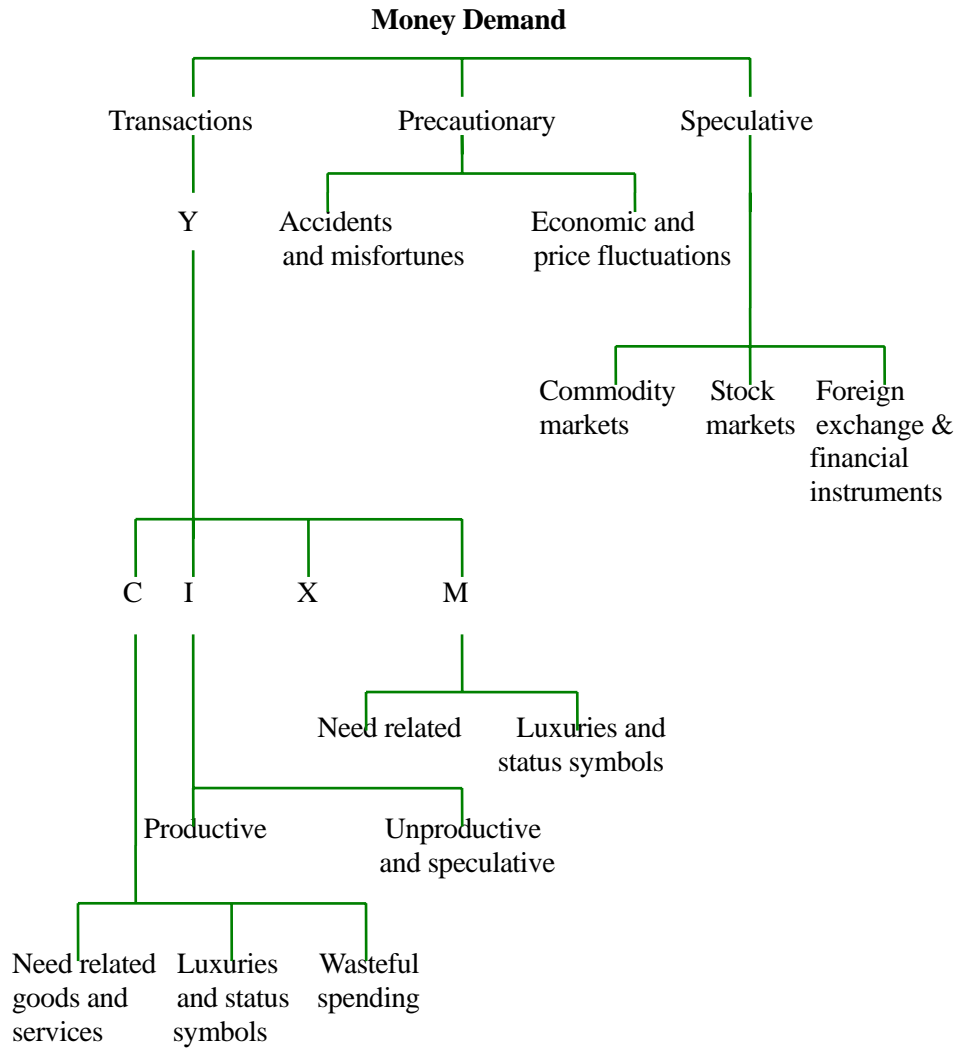 Money Demand
Transactions
Precautionary
Speculative
Y
Accidents
and misfortunes
Economic and
price fluctuations
Commodity
markets
Stock
markets
Foreign
exchange &
financial
instruments
C
I
X
M
Need related
Luxuries and
status symbols
Productive
Unproductive
and speculative
Need related
goods and
services
Luxuries
and status
symbols
Wasteful
spending